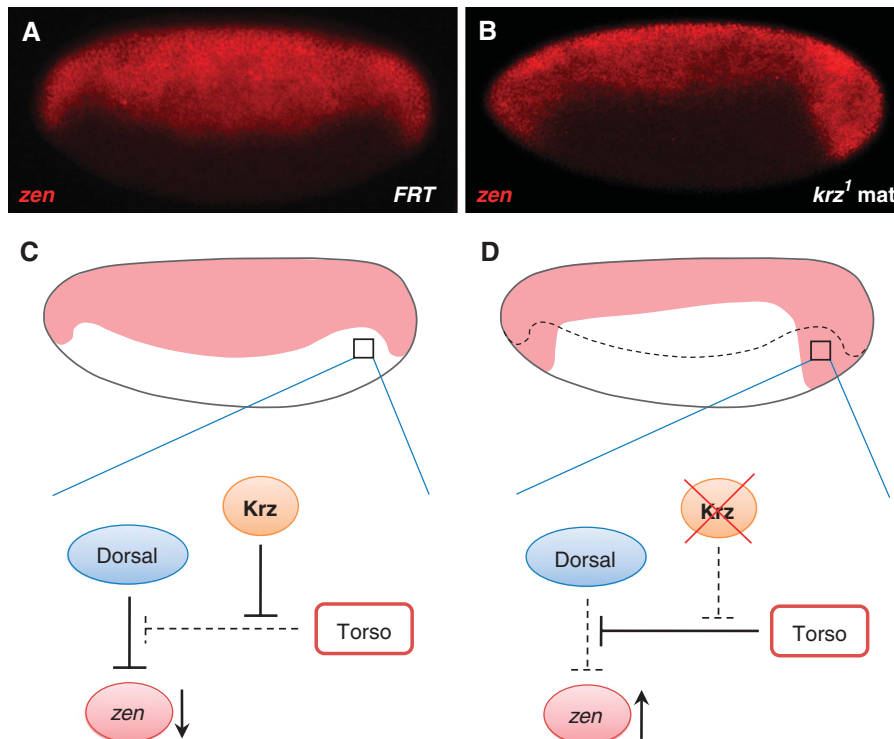 A
zen
FRT
B
zen
krz¹ mat
C
Krz
Dorsal
Torso
zen
D
Krz
Dorsal
Torso
zen